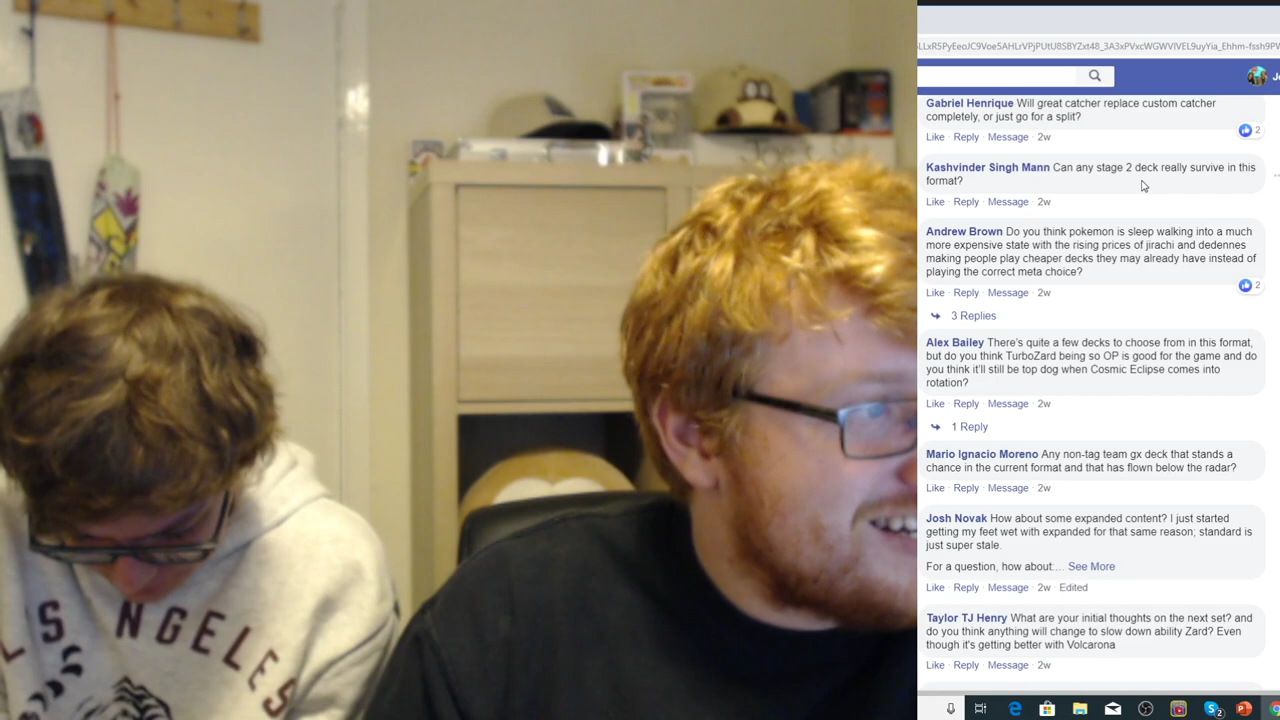 LLxR5PyEeoJC9Voe5AHLrVPjPUtU8SBYZxt48_3A3xPVxcWGWVIVEL9uyYia_Ehhm-fssh9PW
Gabriel Henrique Will great catcher replace custom catcher
completely, or just go for a split?
2
Like · Reply · Message · 2w
Kashvinder Singh Mann Can any stage 2 deck really survive in this
format?
Like · Reply · Message · 2w
Andrew Brown Do you think pokemon is sleep walking into a much
more expensive state with the rising prices of jirachi and dedennes
making people play cheaper decks they may already have instead of
playing the correct meta choice?
2
Like · Reply · Message · 2w
3 Replies
Alex Bailey There's quite a few decks to choose from in this format,
but do you think TurboZard being so OP is good for the game and do
you think it'll still be top dog when Cosmic Eclipse comes into
rotation?
Like · Reply · Message · 2w
1 Reply
Mario Ignacio Moreno Any non-tag team gx deck that stands a
chance in the current format and that has flown below the radar?
Like · Reply · Message · 2w
Josh Novak How about some expanded content? I just started
getting my feet wet with expanded for that same reason; standard is
just super stale.
For a question, how about.... See More
Like · Reply · Message · 2w · Edited
Taylor TJ Henry What are your initial thoughts on the next set? and
do you think anything will change to slow down ability Zard? Even
though it's getting better with Volcarona
Like · Reply · Message · 2w
S NGELES